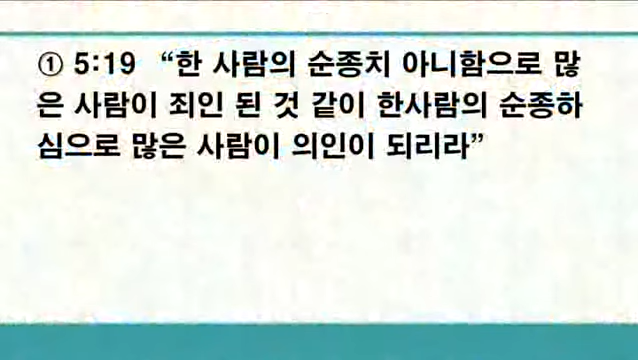 ① 5:19 “한 사람의 순종치 아니함으로 많
은 사람이 죄인 된 것 같이 한사람의 순종하
심으로 많은 사람이 의인이 되리라”